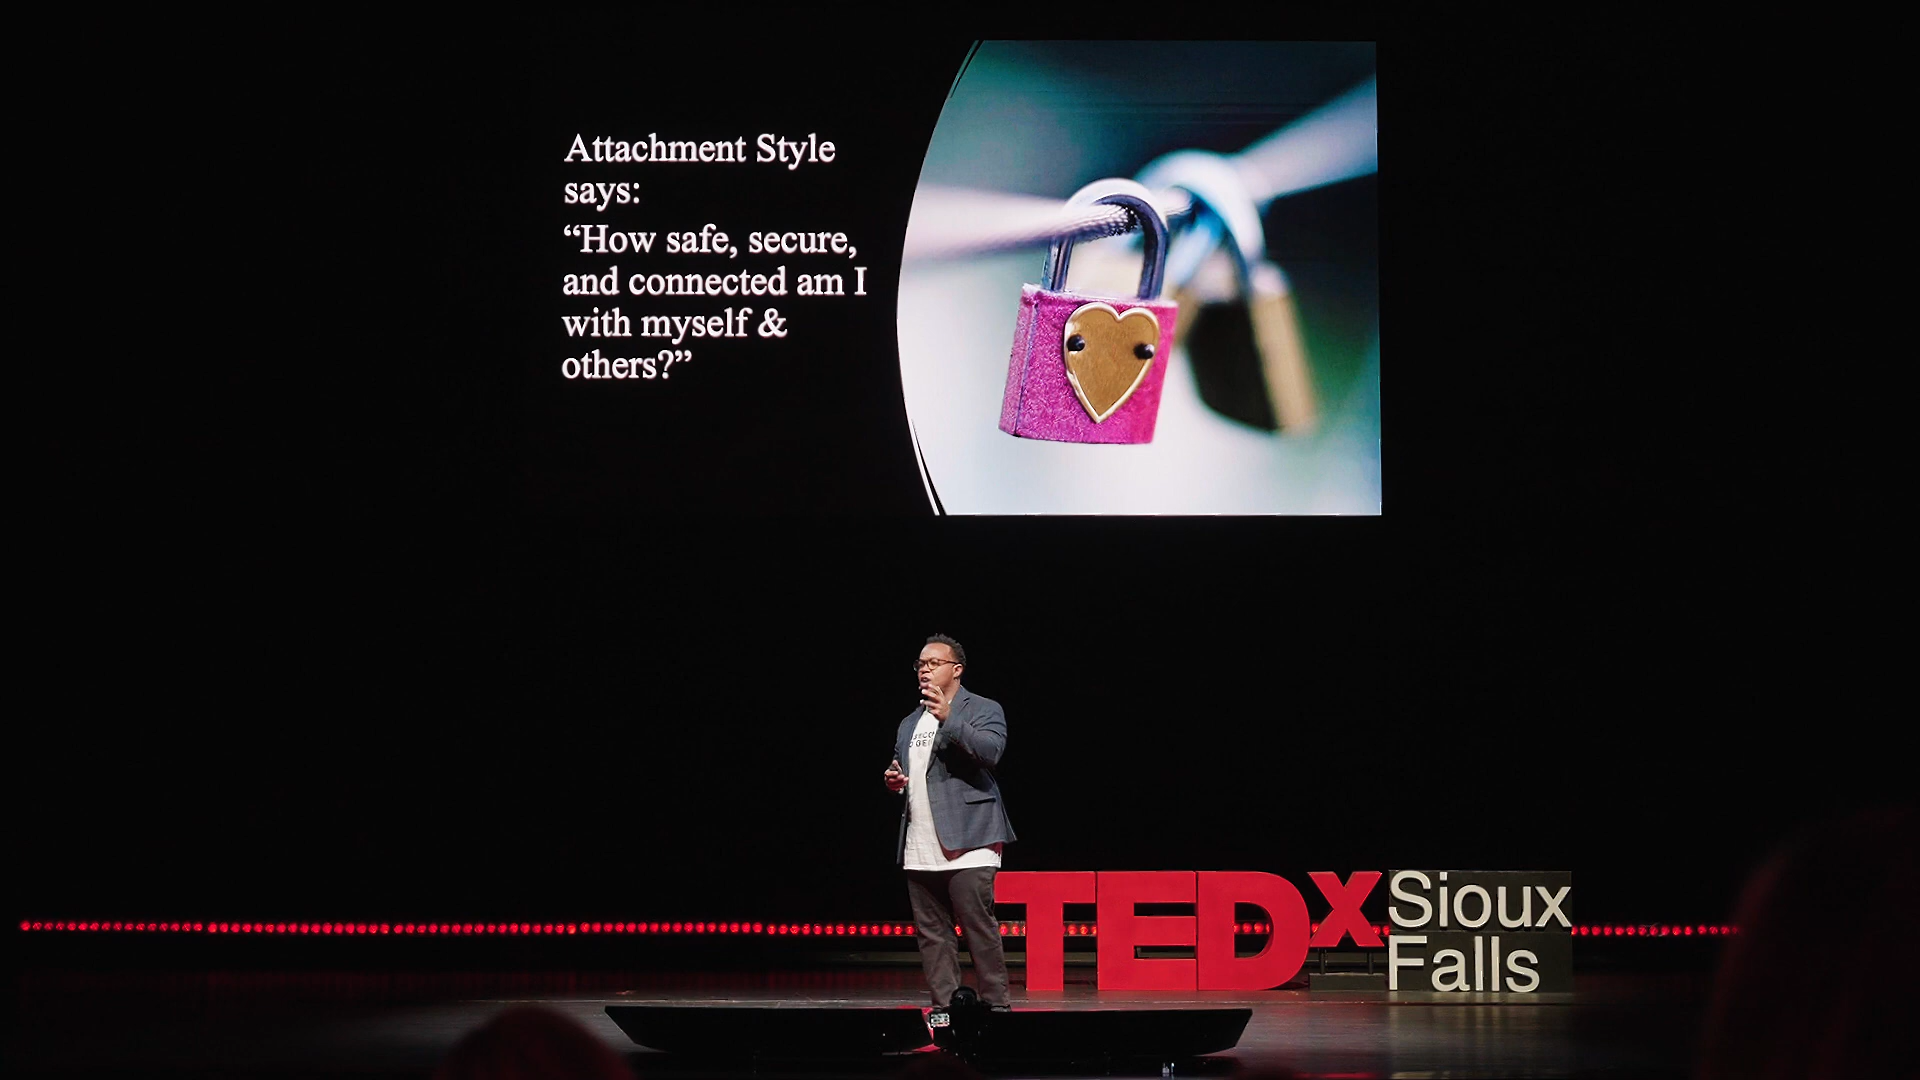 Attachment Style
says:
“How safe, secure,
and connected am I
with myself &
others?”
TEDx
Sioux
Falls